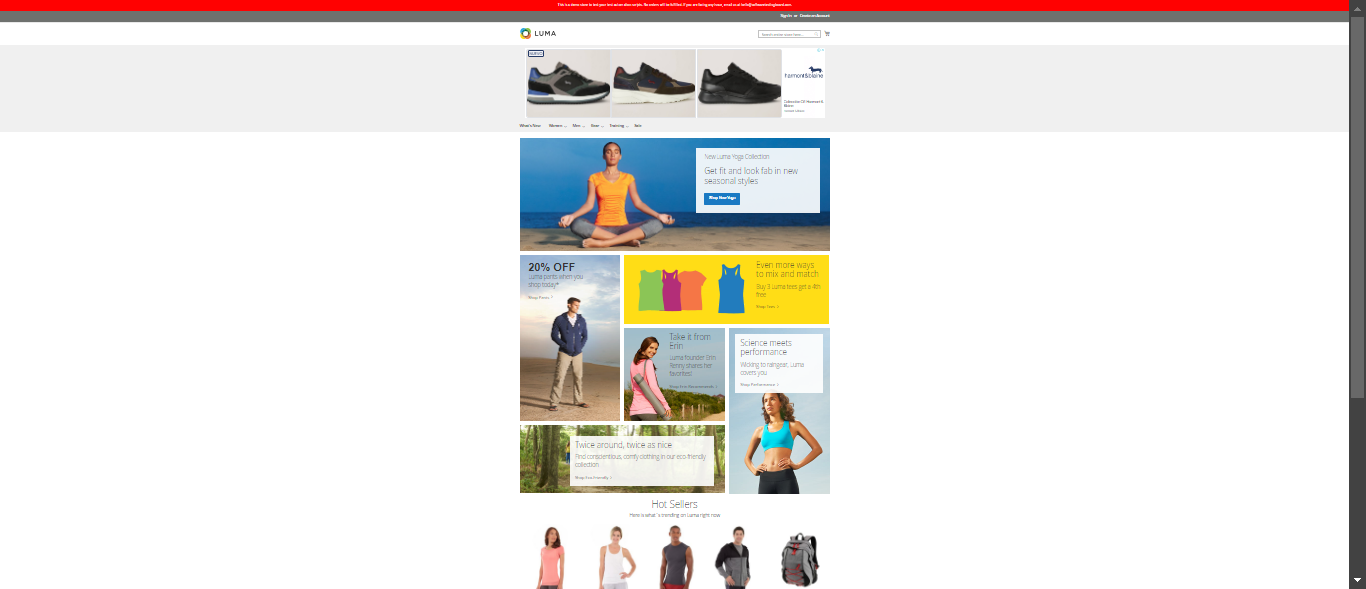 This is a demo store to test your test automation scripts. No orders will be fulfilled. If you are facing any issue, email us at
Sign In or Create an Account
LUMA
Search entire store here...
harmont&blaine
What's New Women Men Gear Training Sale
New Luma Yoga Collection
Get fit and look fab in new
seasonal styles
Shop New Yoga
20% OFF
Luma pants when you
shop today*
Shop Pants
Even more ways
to mix and match
Buy 3 Luma tees get a 4th
free
Shop Tees
Take it from
Erin
Luma founder Erin
Renny shares her
favorites!
Shop Erin Recommends
Science meets
performance
Wicking to raingear, Luma
covers you
Shop Performance
Twice around, twice as nice
Find conscientious, comfy clothing in our eco-friendly
collection
Shop Eco-Friendly
Hot Sellers
Here is what`s trending on Luma right now